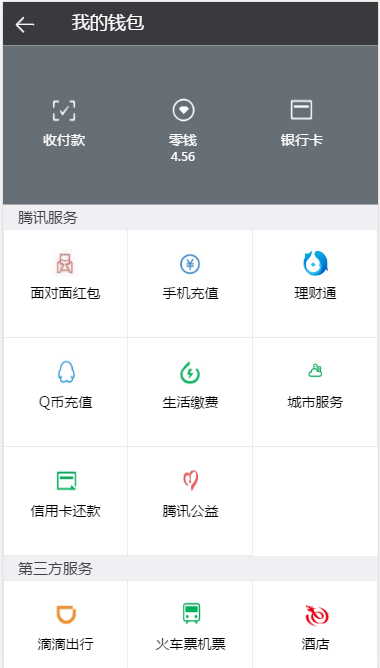 我的钱包
收付款
零钱
银行卡
4.56
腾讯服务
面对面红包
手机充值
理财通
Q币充值
生活缴费
城市服务
信用卡还款
腾讯公益
第三方服务
滴滴出行
火车票机票
酒店